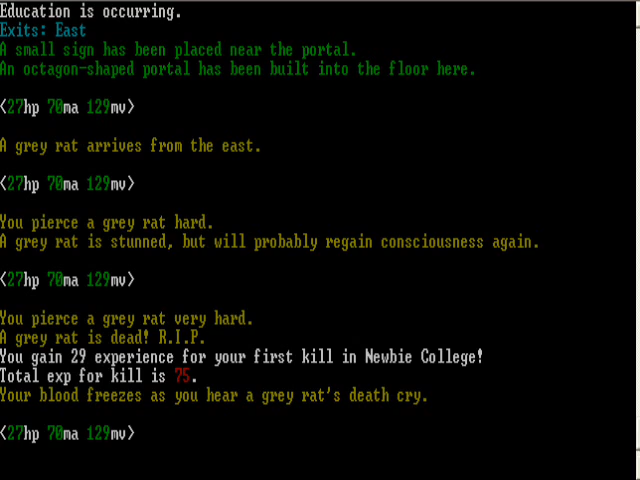 Education is occurring.
Exits: East
A small sign has been placed near the portal.
An octagon-shaped portal has been built into the floor here.
<27hp 70ma 129mv>
A grey rat arrives from the east.
<27hp 70ma 129mv>
You pierce a grey rat hard.
A grey rat is stunned, but will probably regain consciousness again.
<27hp 70ma 129mv>
You pierce a grey rat very hard.
A grey rat is dead! R.I.P.
You gain 29 experience for your first kill in Newbie College!
Total exp for kill is 75.
Your blood freezes as you hear a grey rat's death cry.
<27hp 70ma 129mv>